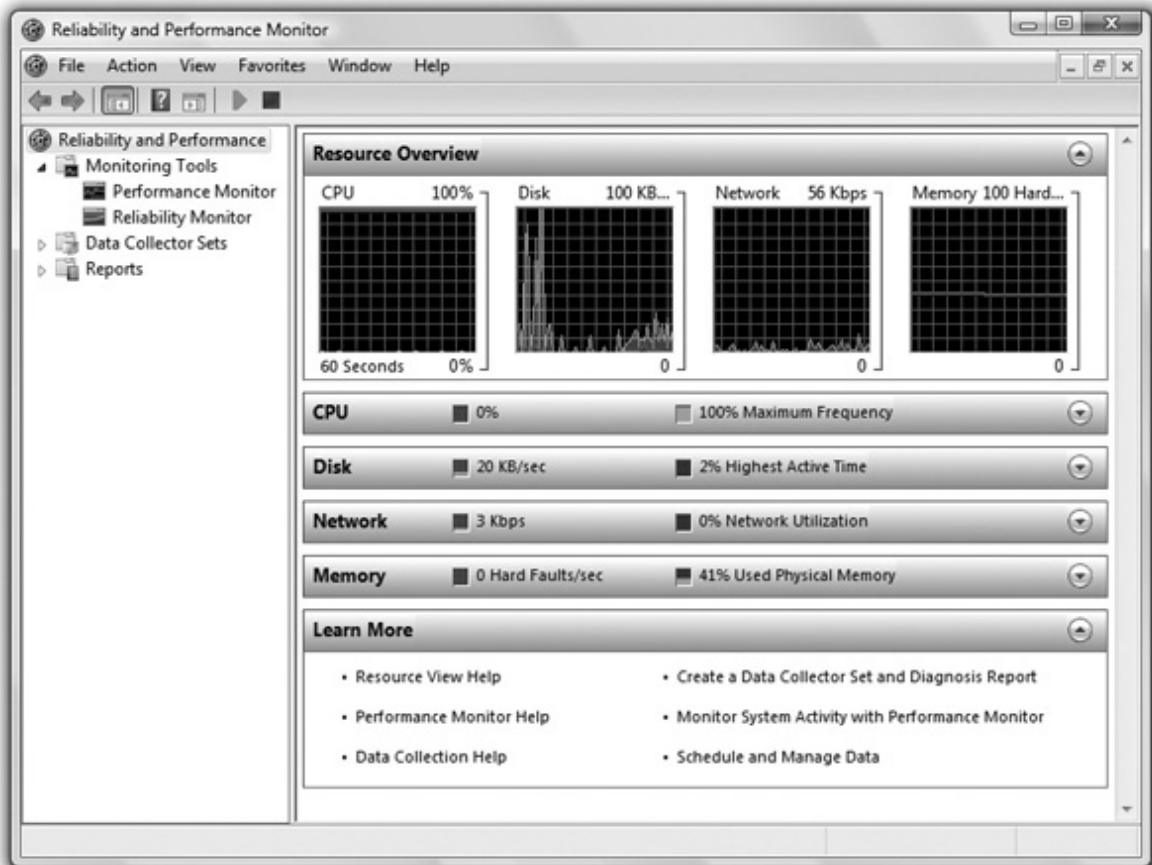 Reliability and Performance Monitor
File Action View Favorites Window Help
Reliability and Performance
Monitoring Tools
Performance Monitor
Reliability Monitor
Data Collector Sets
Reports
Resource Overview
CPU 100%
60 Seconds 0%
Disk 100 KB...
0
Network 56 Kbps
0
Memory 100 Hard...
0
CPU 0% 100% Maximum Frequency
Disk 20 KB/sec 2% Highest Active Time
Network 3 Kbps 0% Network Utilization
Memory 0 Hard Faults/sec 41% Used Physical Memory
Learn More
• Resource View Help • Create a Data Collector Set and Diagnosis Report
• Performance Monitor Help • Monitor System Activity with Performance Monitor
• Data Collection Help • Schedule and Manage Data